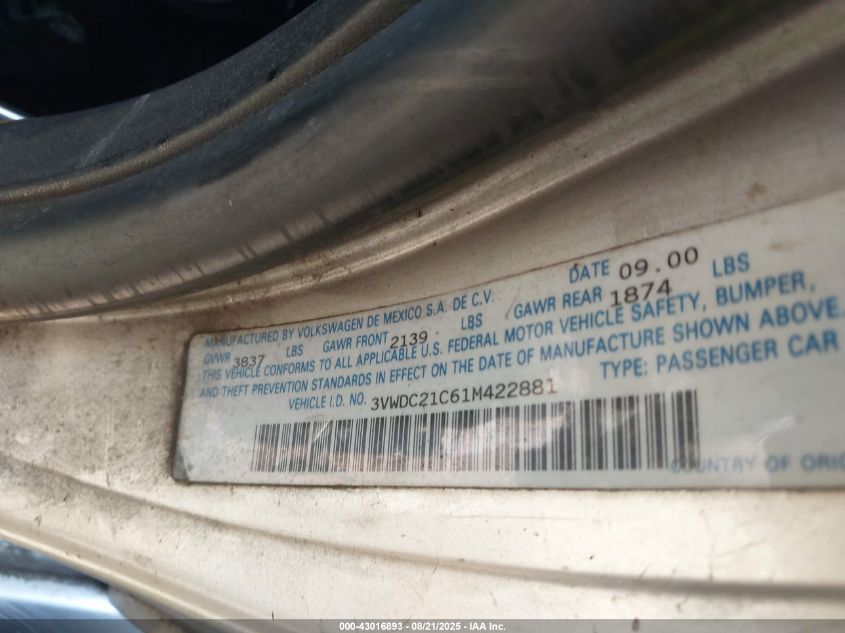 MANUFACTURED BY VOLKSWAGEN DE MEXICO S.A. DE C.V. DATE 09.00
GVWR 3837 LBS GAWR FRONT 2139 LBS GAWR REAR 1874 LBS
THIS VEHICLE CONFORMS TO ALL APPLICABLE U.S. FEDERAL MOTOR VEHICLE SAFETY, BUMPER,
AND THEFT PREVENTION STANDARDS IN EFFECT ON THE DATE OF MANUFACTURE SHOWN ABOVE.
VEHICLE I.D. NO. 3VWDC21C61M422881 TYPE: PASSENGER CAR
COUNTRY OF ORIG
000-43016893 - 08/21/2025 - IAA Inc.